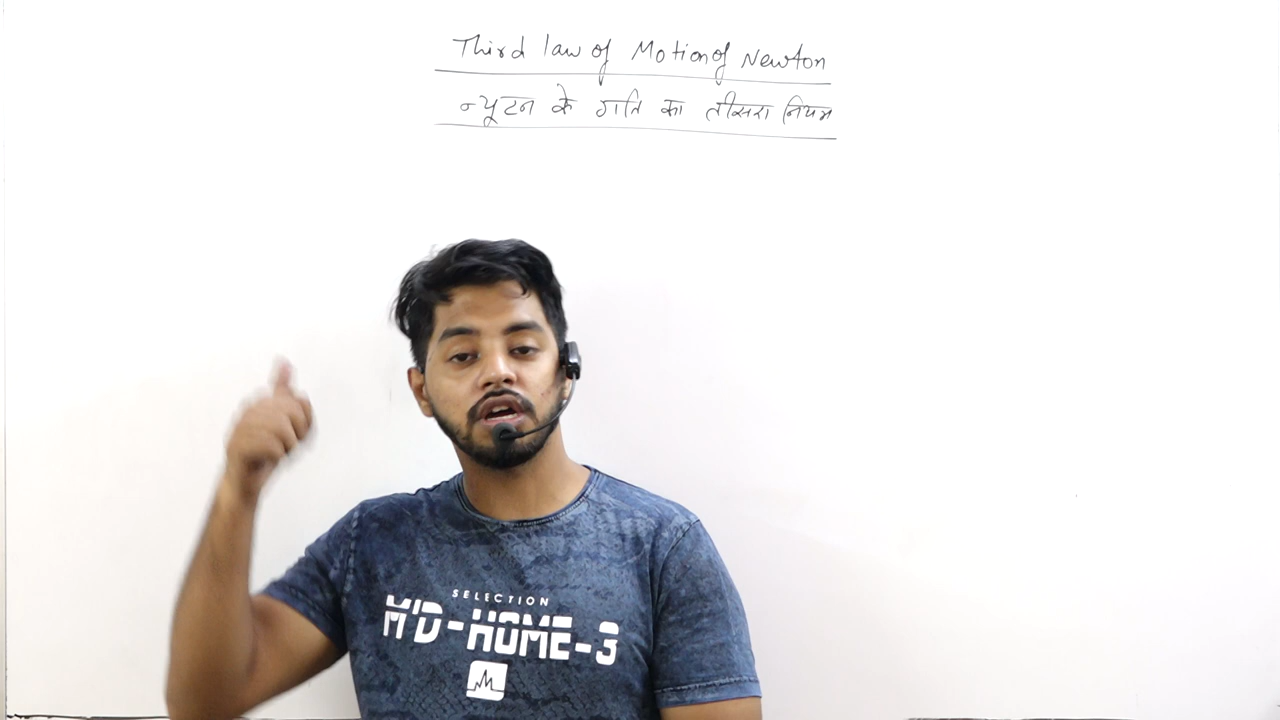 Third law of Motion of Newton
न्यूटन के गति का तीसरा नियम
SELECTION
M'D-HOME-3